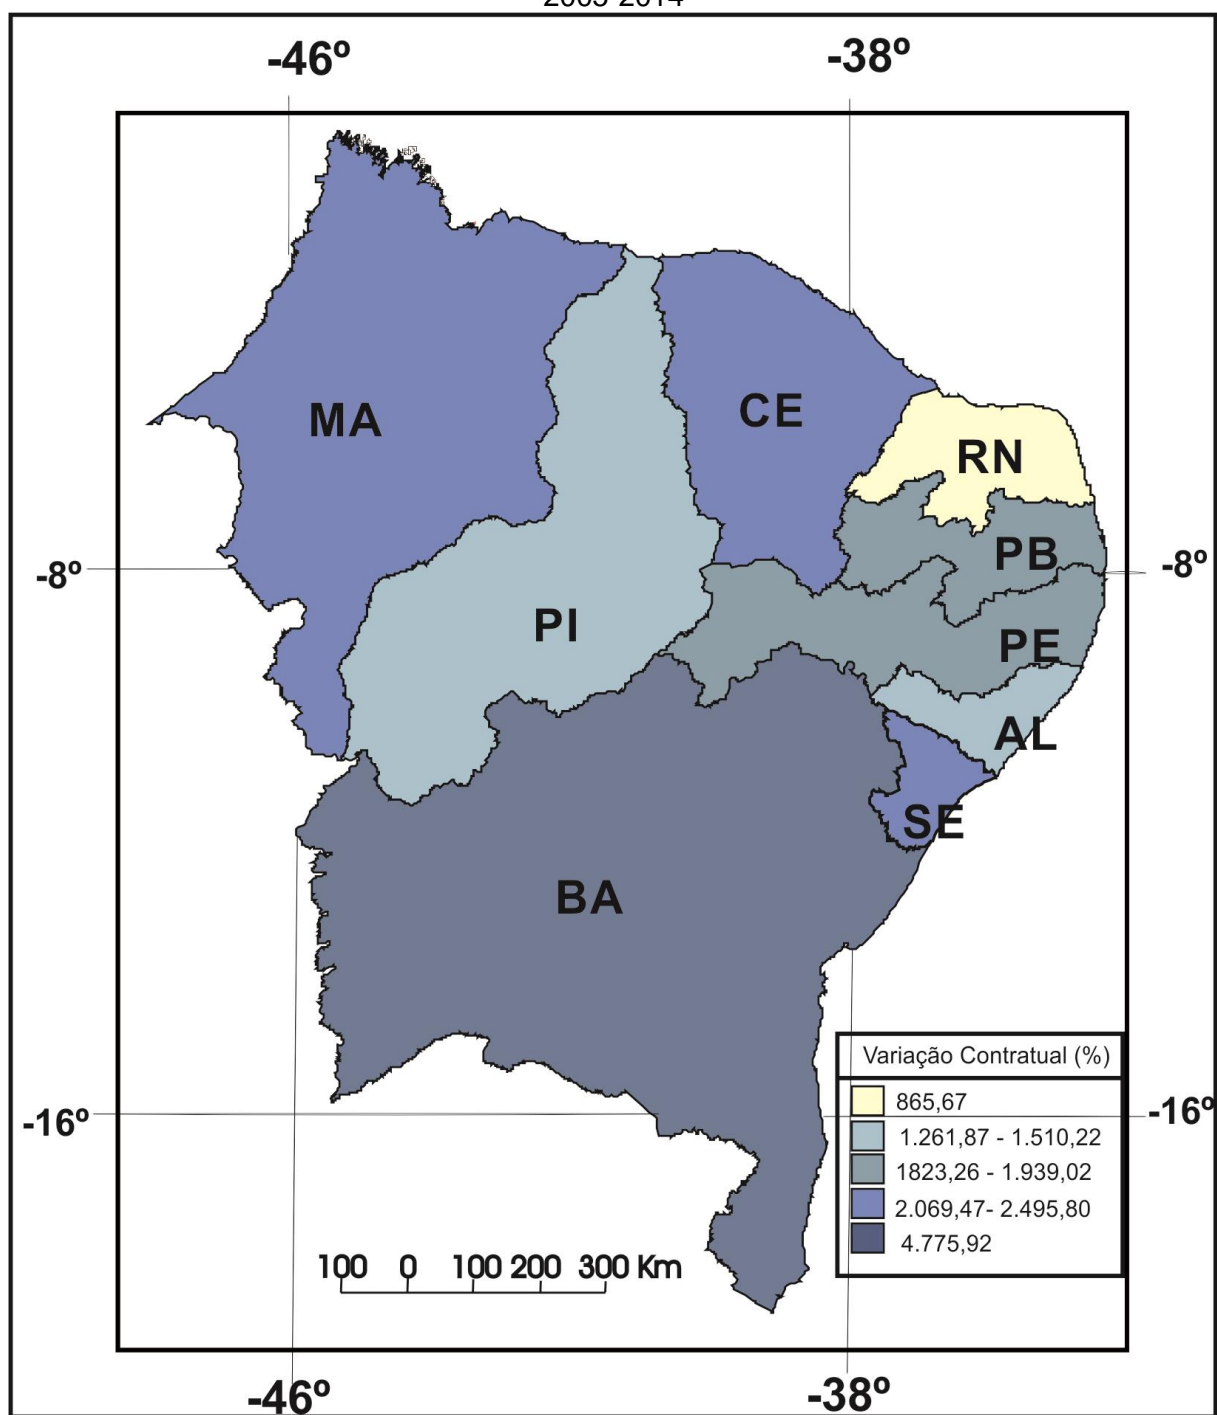 2003-2014
-46º -38º
MA
CE
RN
PB
-8º -8º
PI
PE
AL
SE
BA
Variação Contratual (%)
865,67
1.261,87 - 1.510,22
1823,26 - 1.939,02
2.069,47- 2.495,80
4.775,92
-16º -16º
100 0 100 200 300 Km
-46º -38º